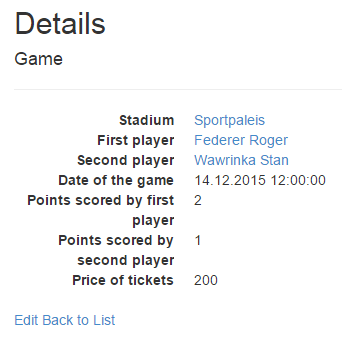 Details
Game
Stadium Sportpaleis
First player Federer Roger
Second player Wawrinka Stan
Date of the game 14.12.2015 12:00:00
Points scored by first 2
player
Points scored by 1
second player
Price of tickets 200
Edit Back to List